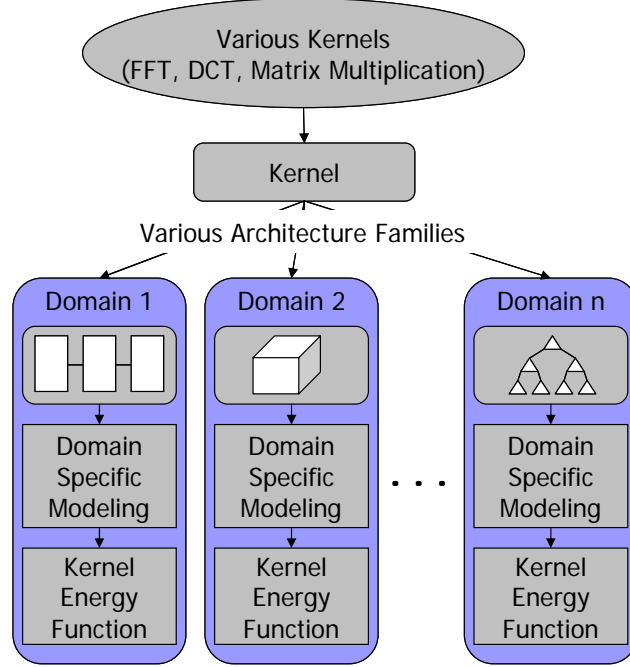 Various Kernels
(FFT, DCT, Matrix Multiplication)
Kernel
Various Architecture Families
Domain 1
Domain
Specific
Modeling
Kernel
Energy
Function
Domain 2
Domain
Specific
Modeling
Kernel
Energy
Function
. . .
Domain n
Domain
Specific
Modeling
Kernel
Energy
Function